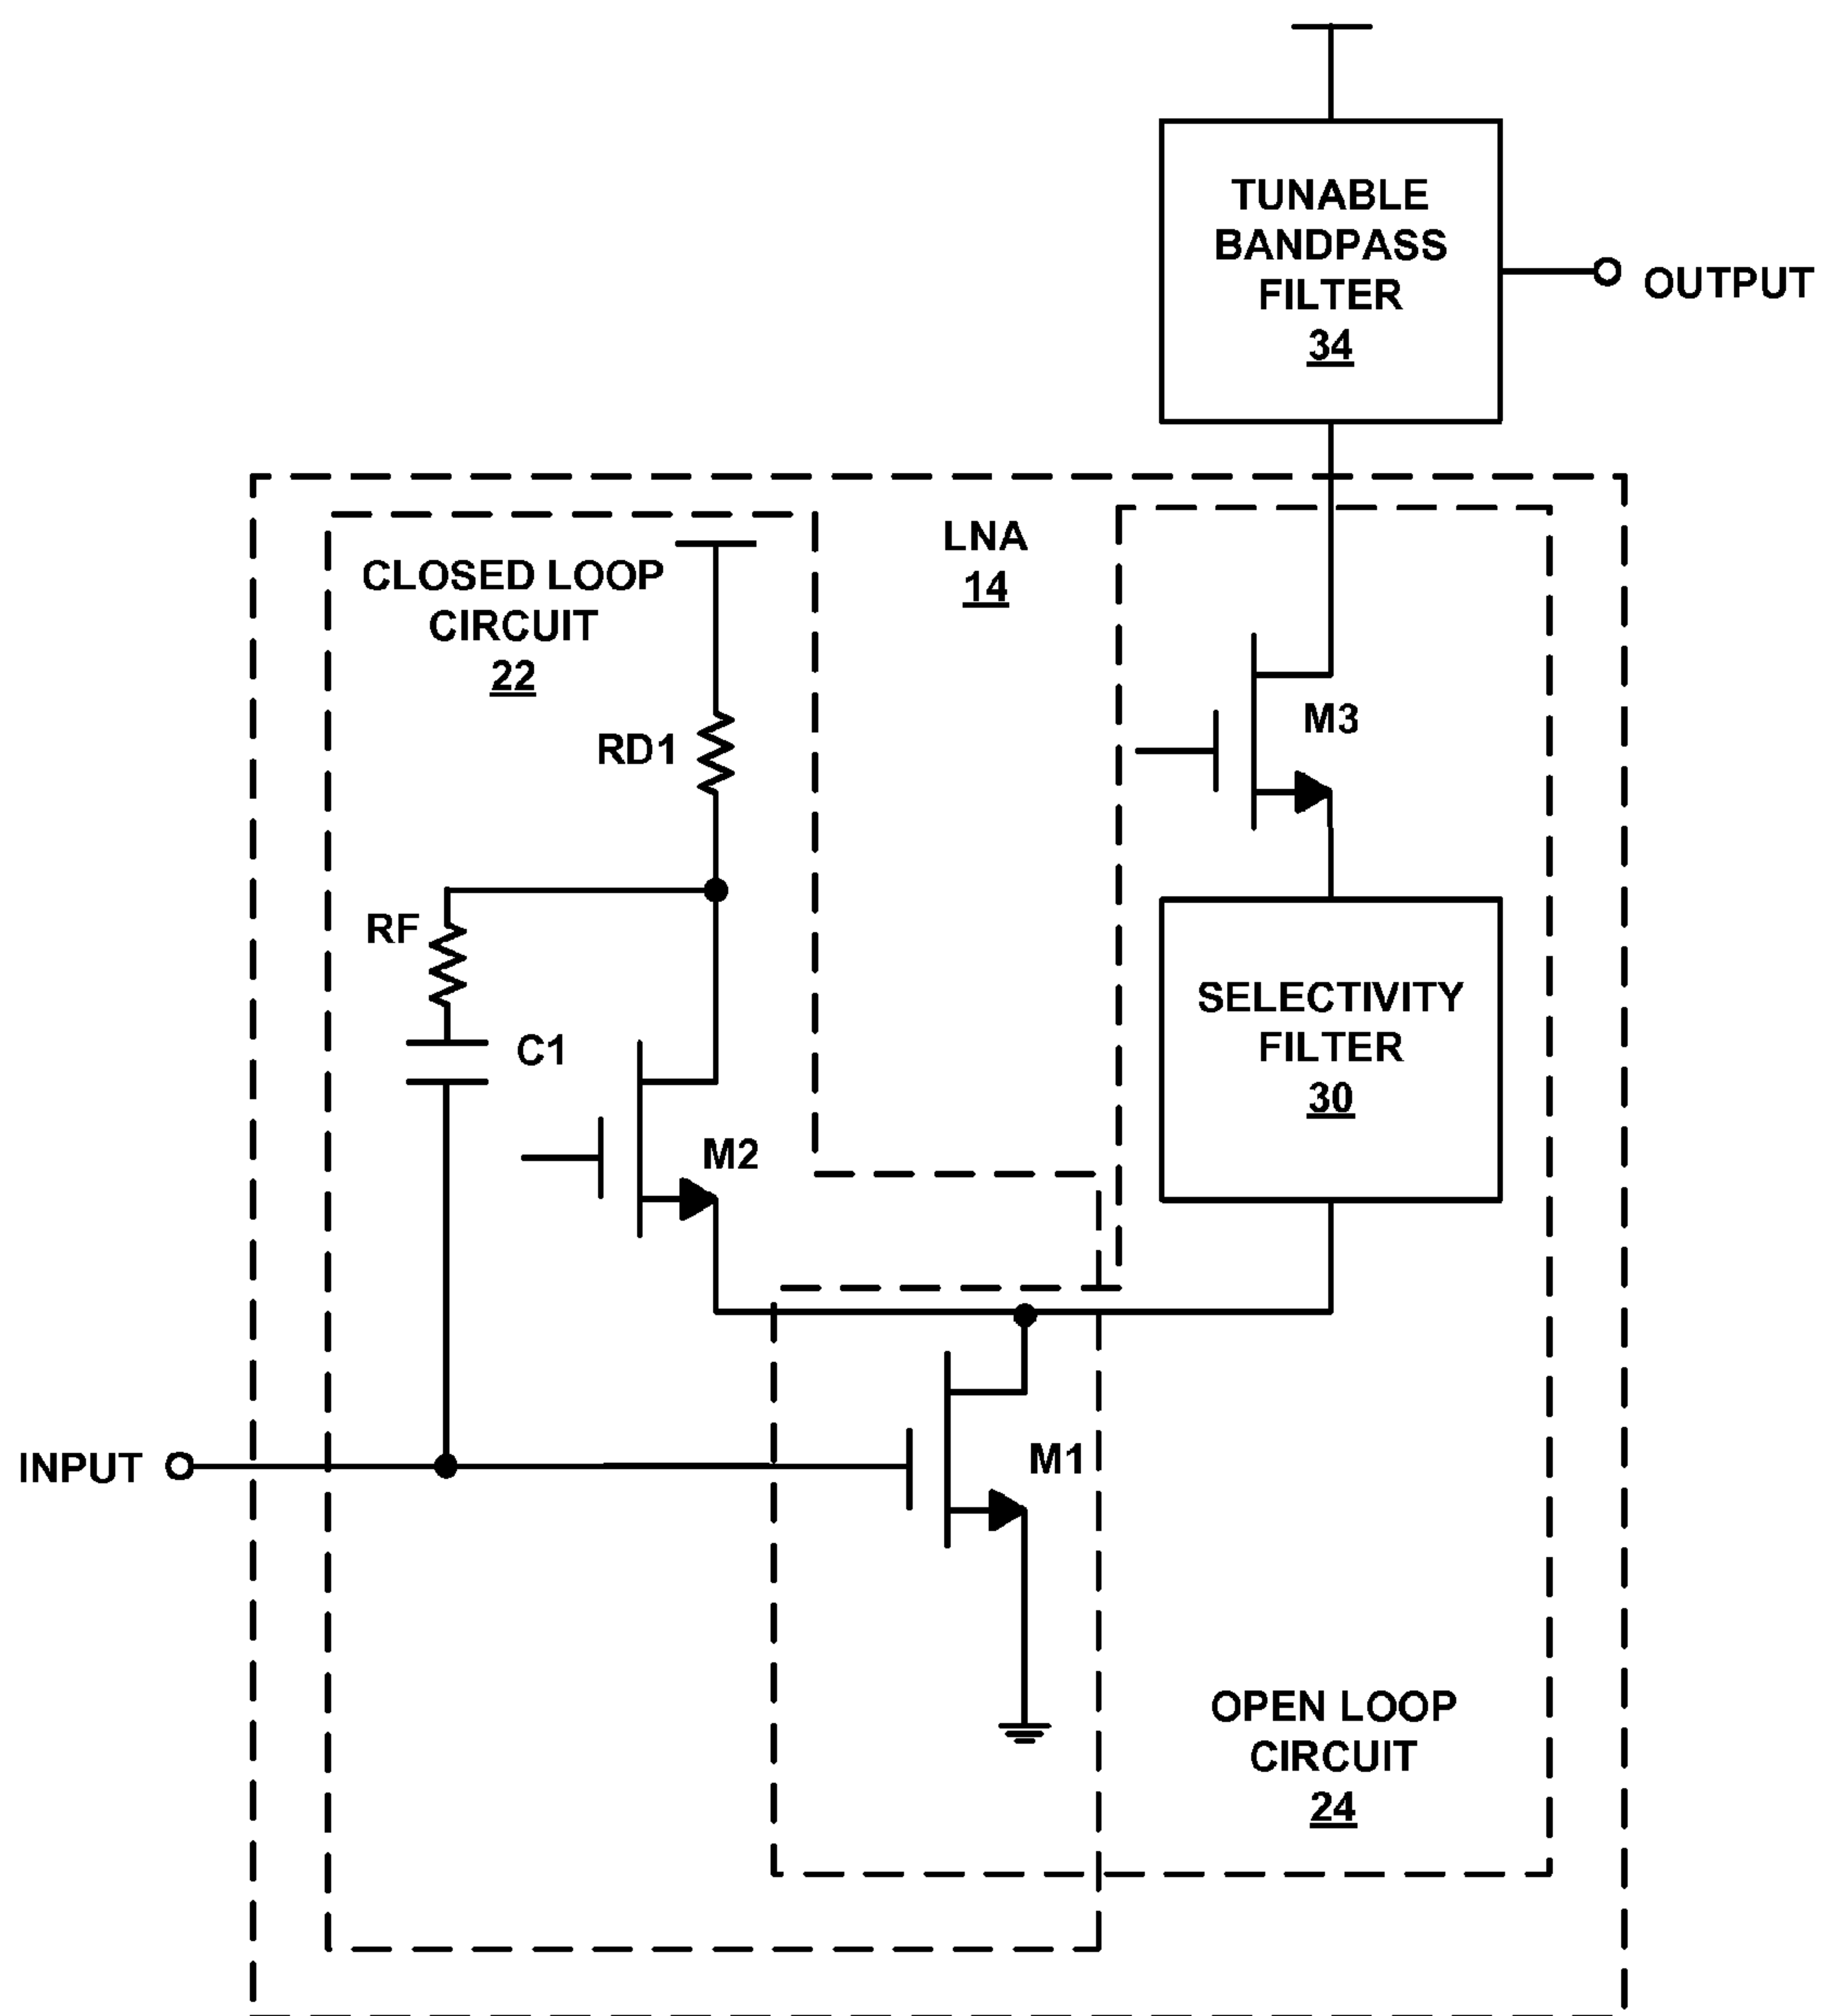 TUNABLE
BANDPASS
FILTER
34
OUTPUT
LNA
14
CLOSED LOOP
CIRCUIT
22
M3
RD1
RF
SELECTIVITY
FILTER
30
C1
M2
M1
INPUT
OPEN LOOP
CIRCUIT
24